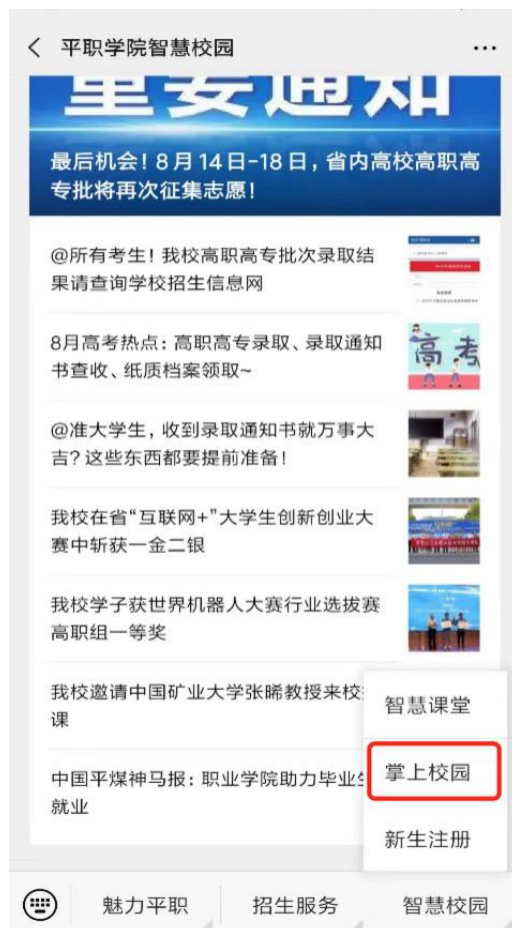 平职学院智慧校园
重要通知
最后机会！8月14日-18日，省内高校高职高
专批将再次征集志愿！
@所有考生！我校高职高专批次录取结
果请查询学校招生信息网
8月高考热点：高职高专录取、录取通知
书查收、纸质档案领取~
高考
@准大学生，收到录取通知书就万事大
吉？这些东西都要提前准备！
我校在省“互联网+”大学生创新创业大
赛中斩获一金二银
我校学子获世界机器人大赛行业选拔赛
高职组一等奖
我校邀请中国矿业大学张晞教授来校
课
中国平煤神马报：职业学院助力毕业
就业
智慧课堂
掌上校园
新生注册
魅力平职
招生服务
智慧校园